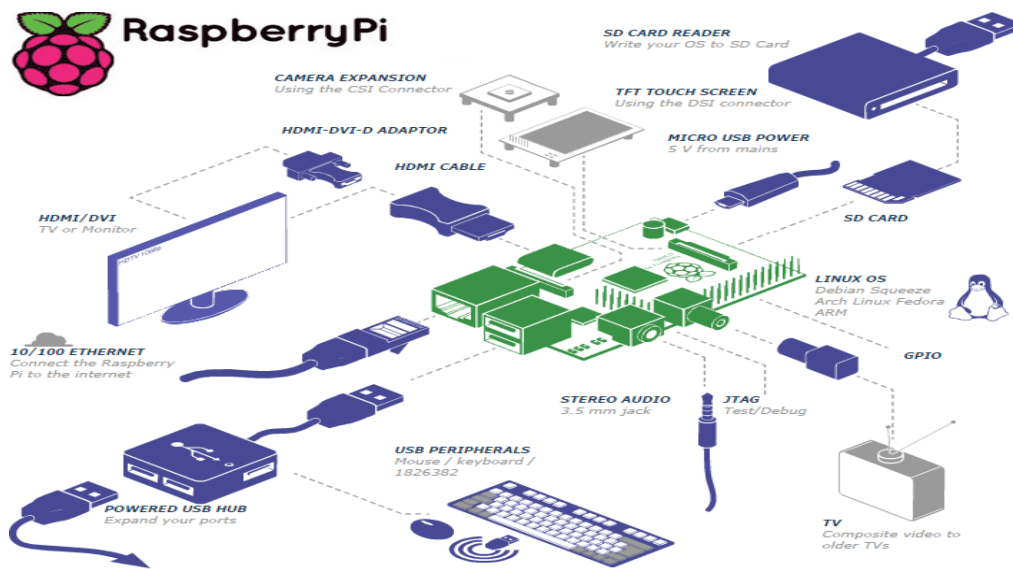 RaspberryPi
SD CARD READER
Write your OS to SD Card
CAMERA EXPANSION
Using the CSI Connector
TFT TOUCH SCREEN
Using the DSI connector
HDMI-DVI-D ADAPTOR
MICRO USB POWER
5 V from mains
HDMI CABLE
HDMI/DVI
TV or Monitor
SD CARD
HDTV 1080p
LINUX OS
Debian Squeeze
Arch Linux Fedora
ARM
10/100 ETHERNET
Connect the Raspberry
Pi to the internet
GPIO
STEREO AUDIO
3.5 mm jack
JTAG
Test/Debug
USB PERIPHERALS
Mouse / keyboard /
1826382
POWERED USB HUB
Expand your ports
TV
Composite video to
older TVs